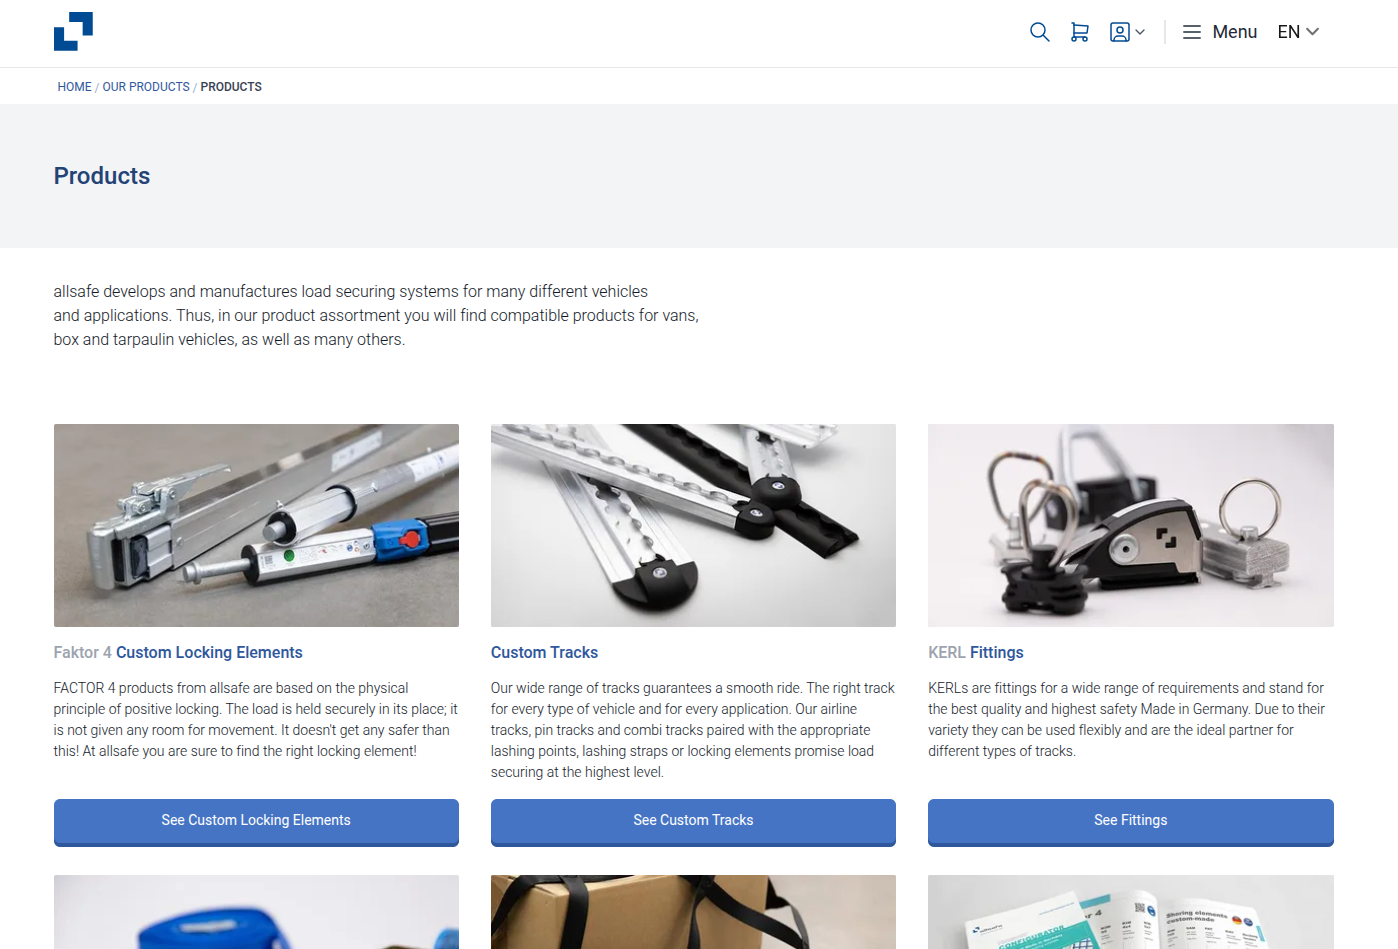 Menu
EN
HOME / OUR PRODUCTS / PRODUCTS
Products
allsafe develops and manufactures load securing systems for many different vehicles
and applications. Thus, in our product assortment you will find compatible products for vans,
box and tarpaulin vehicles, as well as many others.
Faktor 4 Custom Locking Elements
FACTOR 4 products from allsafe are based on the physical
principle of positive locking. The load is held securely in its place; it
is not given any room for movement. It doesn't get any safer than
this! At allsafe you are sure to find the right locking element!
See Custom Locking Elements
Custom Tracks
Our wide range of tracks guarantees a smooth ride. The right track
for every type of vehicle and for every application. Our airline
tracks, pin tracks and combi tracks paired with the appropriate
lashing points, lashing straps or locking elements promise load
securing at the highest level.
See Custom Tracks
KERL Fittings
KERLs are fittings for a wide range of requirements and stand for
the best quality and highest safety Made in Germany. Due to their
variety they can be used flexibly and are the ideal partner for
different types of tracks.
See Fittings
CONFIGURATOR
Shoring elements
custom-made